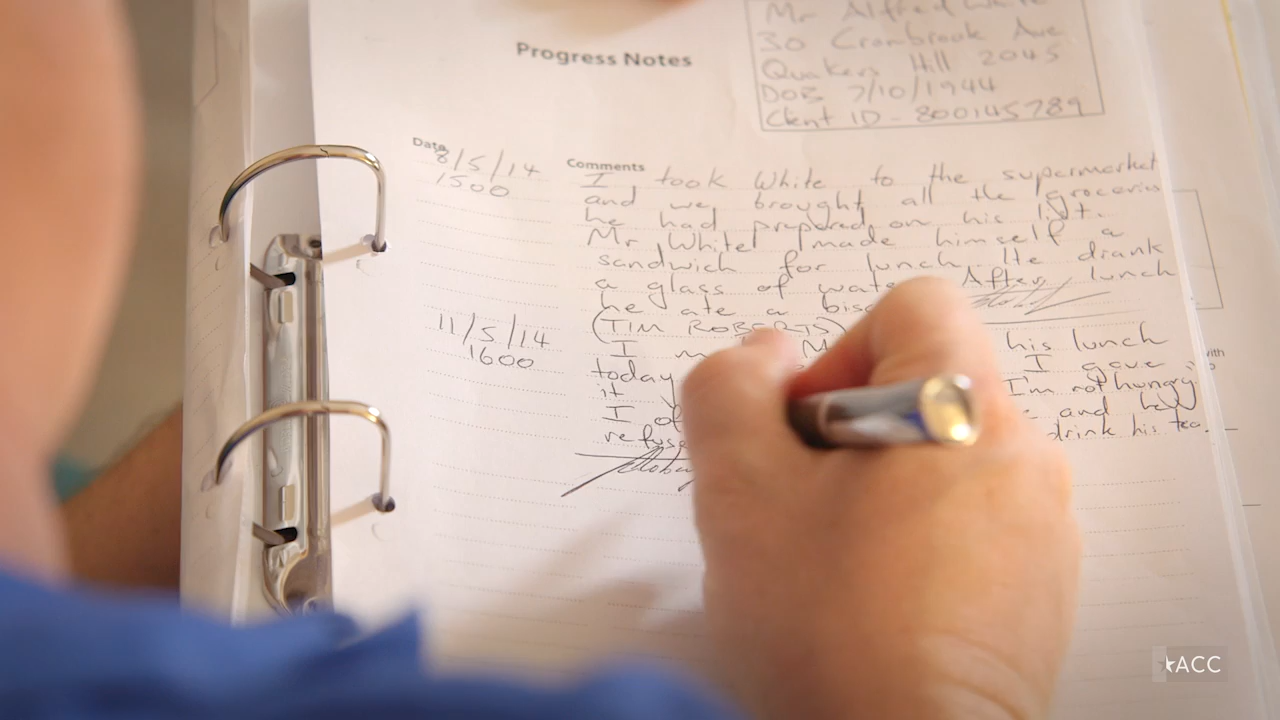 Mr Alfred White
30 Cranbrook Ave
Quakers Hill 2045
DOB 7/10/1944
Client ID - 800145789
Progress Notes
Date
Comments
8/5/14
1500
I took White to the supermarket
and we brought all the groceries
he had prepared on his list.
Mr White made himself a
sandwich for lunch. He drank
a glass of water. After lunch
he ate a
(TIM ROBERTS)
11/5/14
1600
I his lunch
today I gave
it I'm not hungry
I and
drink his tea.
with
ACC